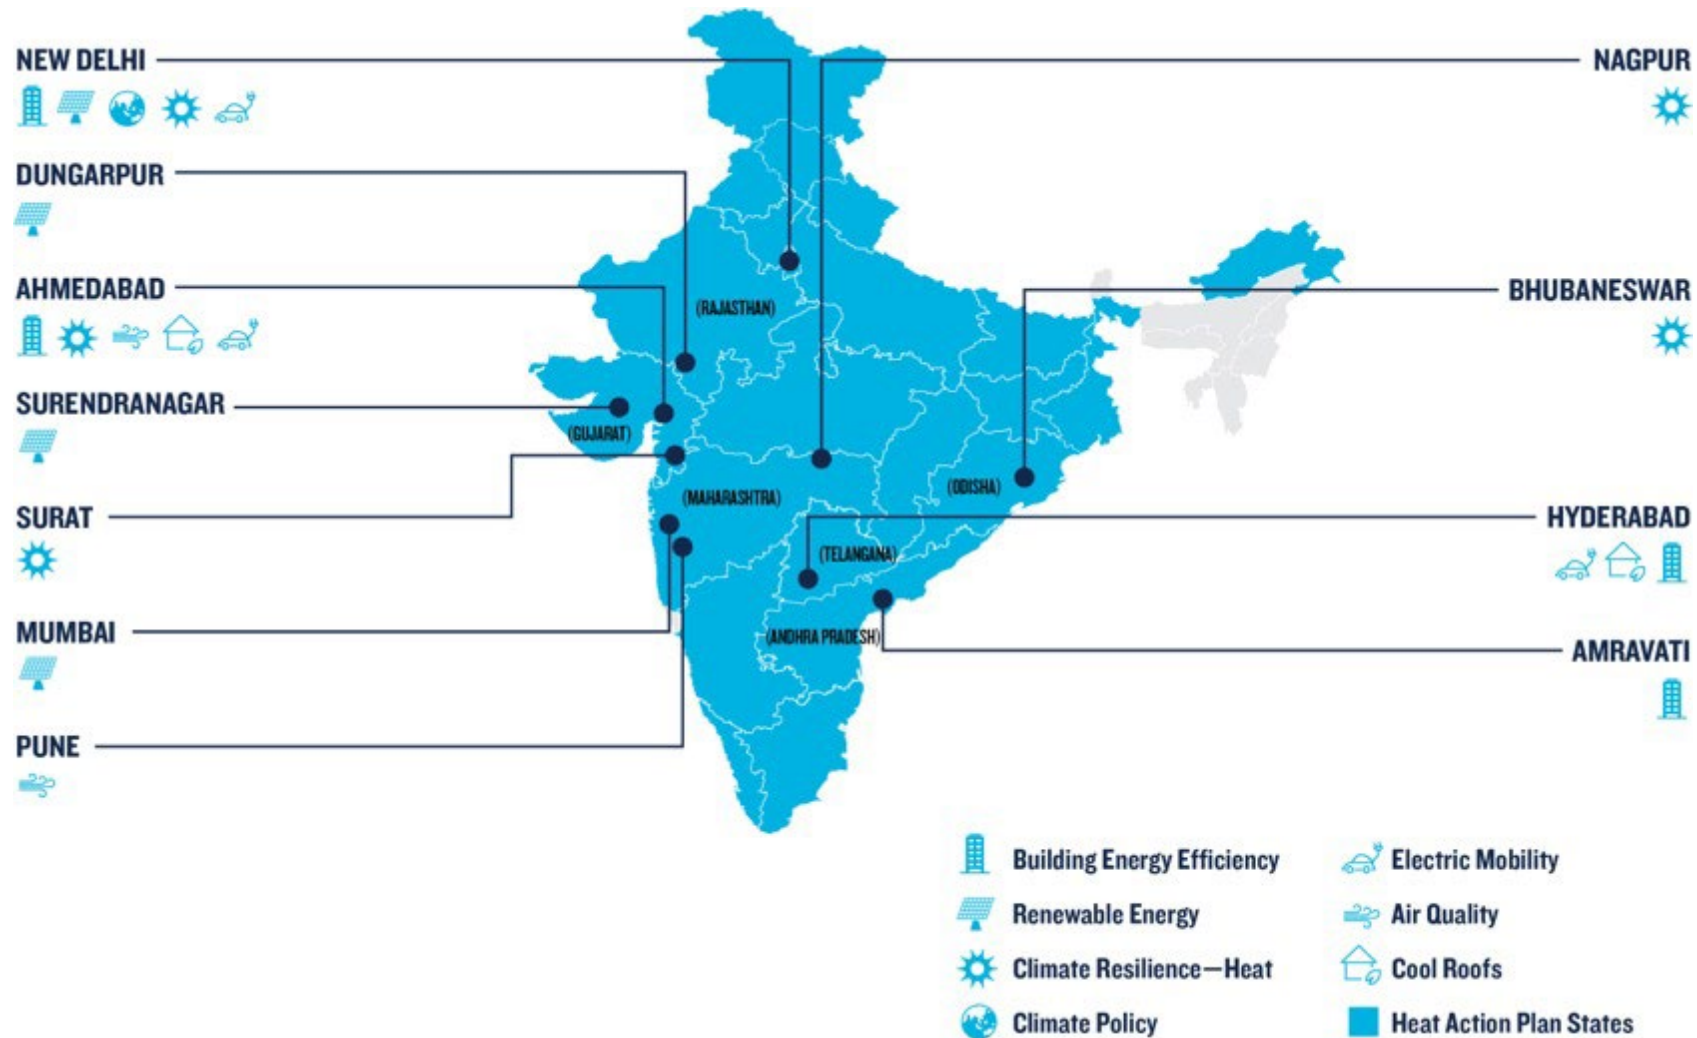 NEW DELHI
NAGPUR
DUNGARPUR
AHMEDABAD
BHUBANESWAR
(RAJASTHAN)
SURENDRANAGAR
(GUJARAT)
(MAHARASHTRA)
(ODISHA)
SURAT
HYDERABAD
(TELANGANA)
MUMBAI
(ANDHRA PRADESH)
AMRAVATI
PUNE
Building Energy Efficiency
Renewable Energy
Climate Resilience—Heat
Climate Policy
Electric Mobility
Air Quality
Cool Roofs
Heat Action Plan States